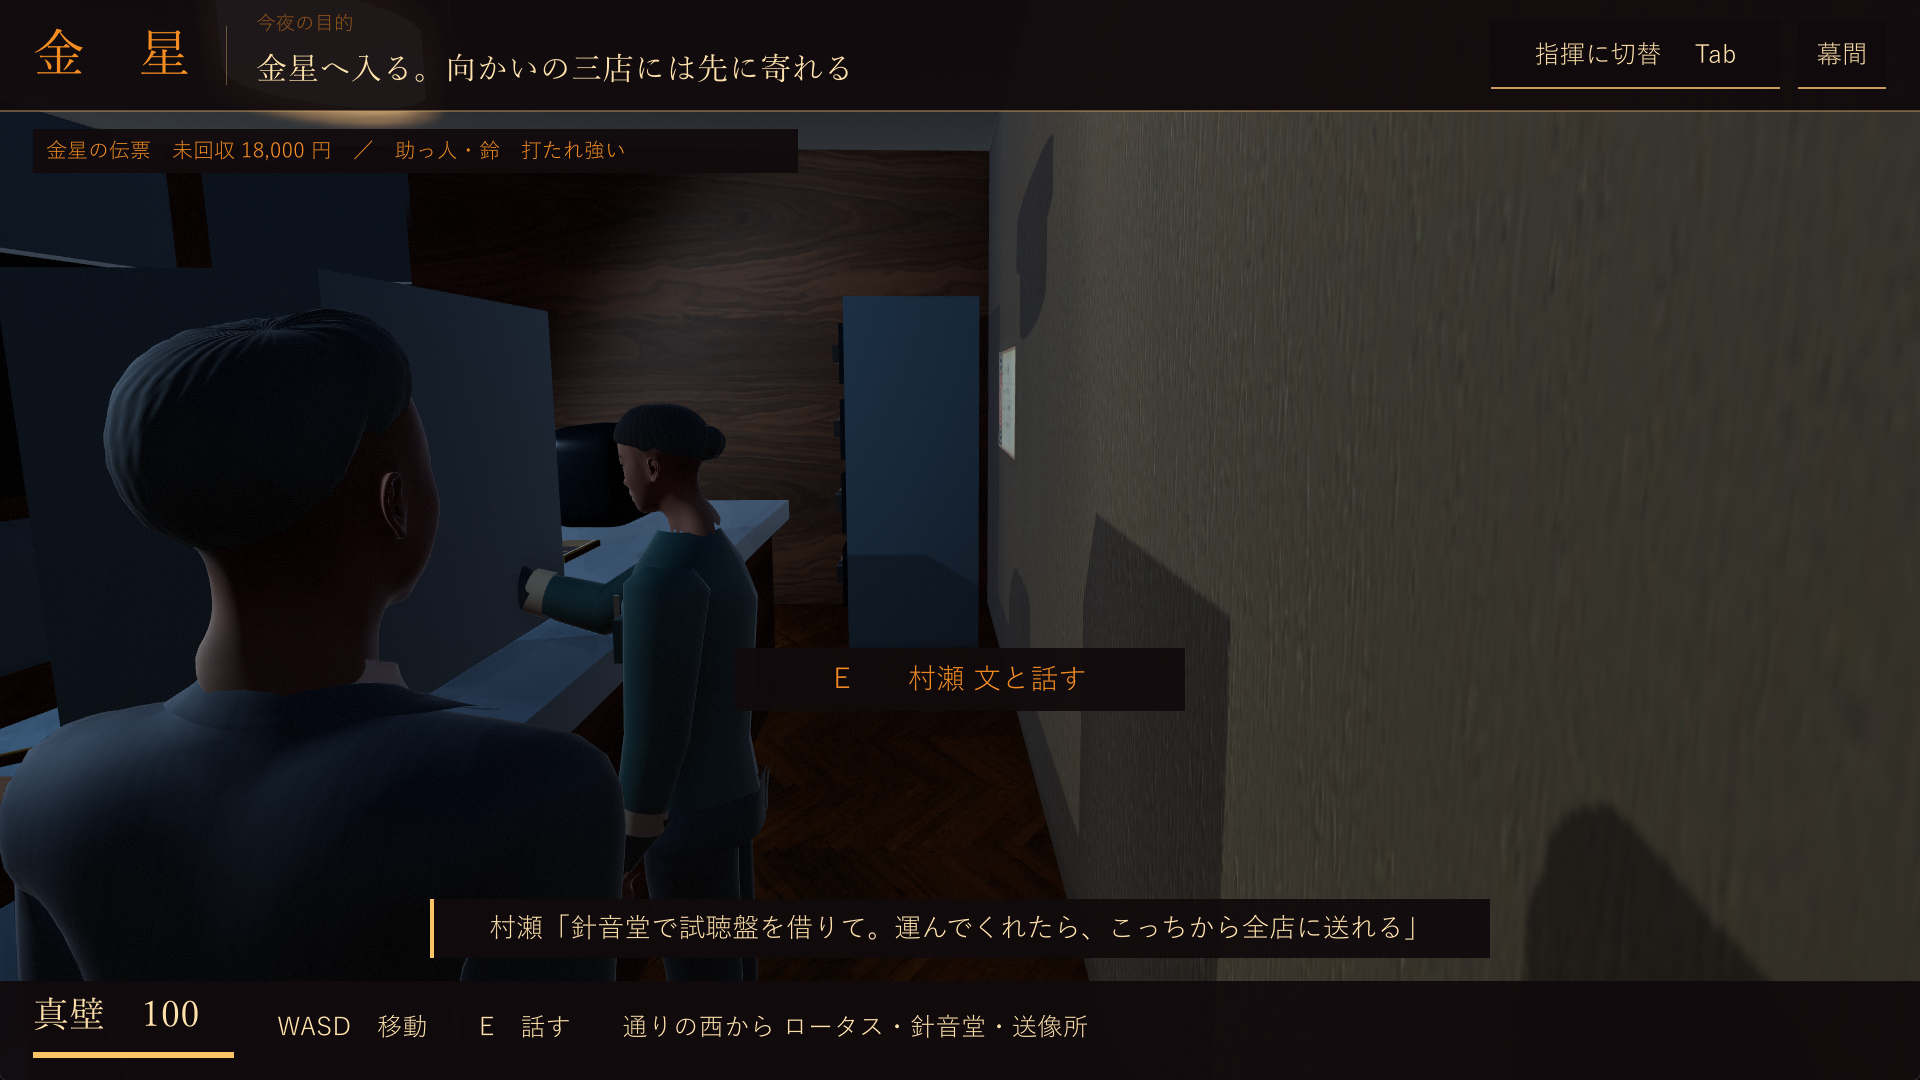 金星
今夜の目的
金星へ入る。向かいの三店には先に寄れる
指揮に切替 Tab
幕間
金星の伝票 未回収 18,000 円 ／ 助っ人・鈴 打たれ強い
E 村瀬 文と話す
村瀬「針音堂で試聴盤を借りて。運んでくれたら、こっちから全店に送れる」
真壁 100
WASD 移動 E 話す 通りの西から ロータス・針音堂・送像所